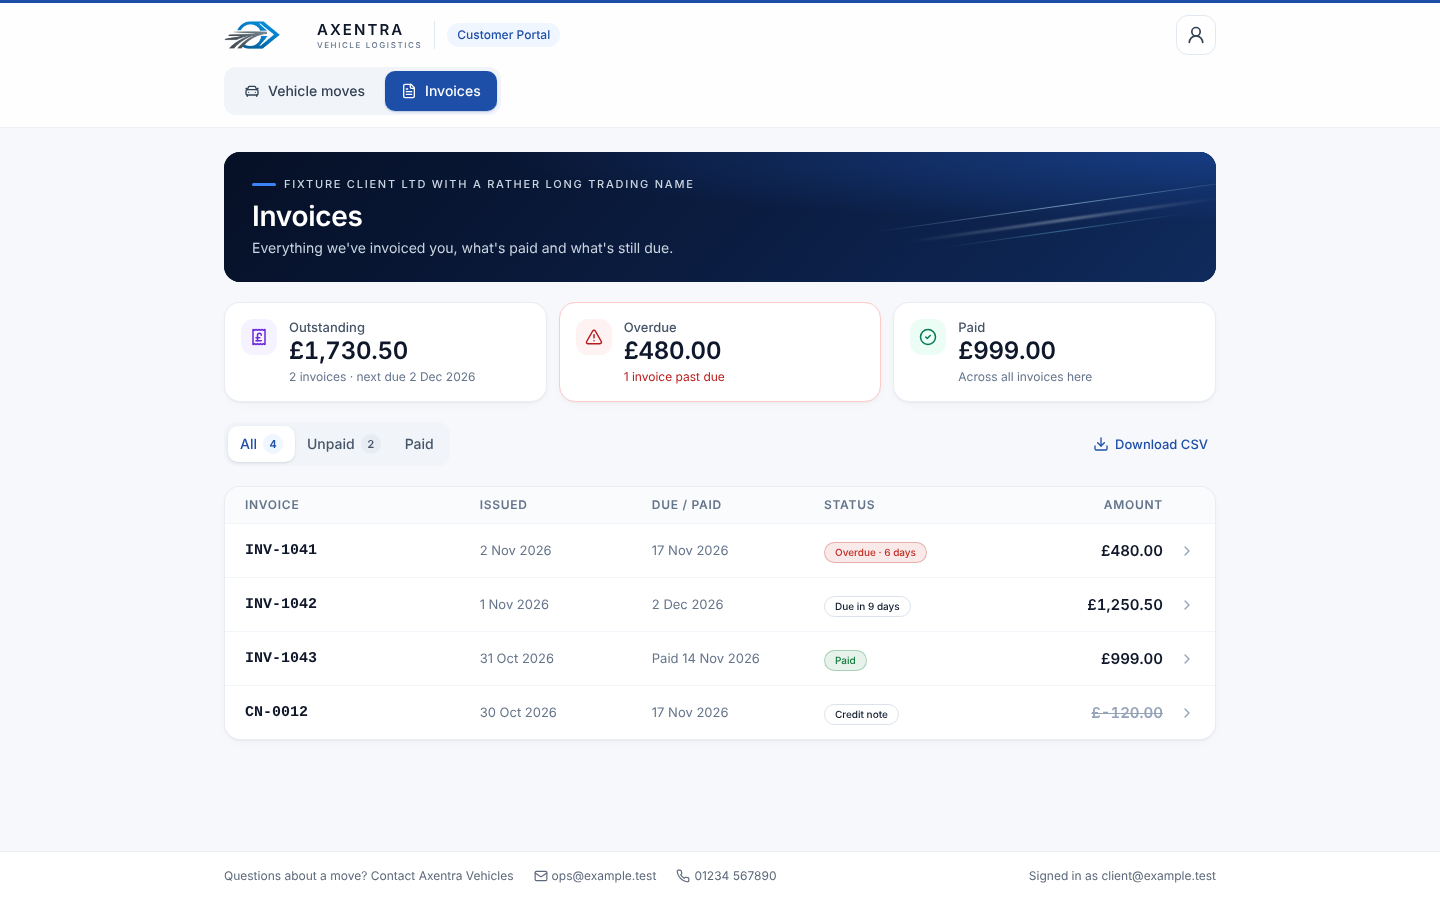 AXENTRA
VEHICLE LOGISTICS
Customer Portal
Vehicle moves
Invoices
FIXTURE CLIENT LTD WITH A RATHER LONG TRADING NAME
Invoices
Everything we've invoiced you, what's paid and what's still due.
Outstanding
£1,730.50
2 invoices · next due 2 Dec 2026
Overdue
£480.00
1 invoice past due
Paid
£999.00
Across all invoices here
All 4 Unpaid 2 Paid
Download CSV
INVOICE ISSUED DUE / PAID STATUS AMOUNT
INV-1041 2 Nov 2026 17 Nov 2026 Overdue · 6 days £480.00
INV-1042 1 Nov 2026 2 Dec 2026 Due in 9 days £1,250.50
INV-1043 31 Oct 2026 Paid 14 Nov 2026 Paid £999.00
CN-0012 30 Oct 2026 17 Nov 2026 Credit note £-120.00
Questions about a move? Contact Axentra Vehicles ops@example.test 01234 567890 Signed in as client@example.test